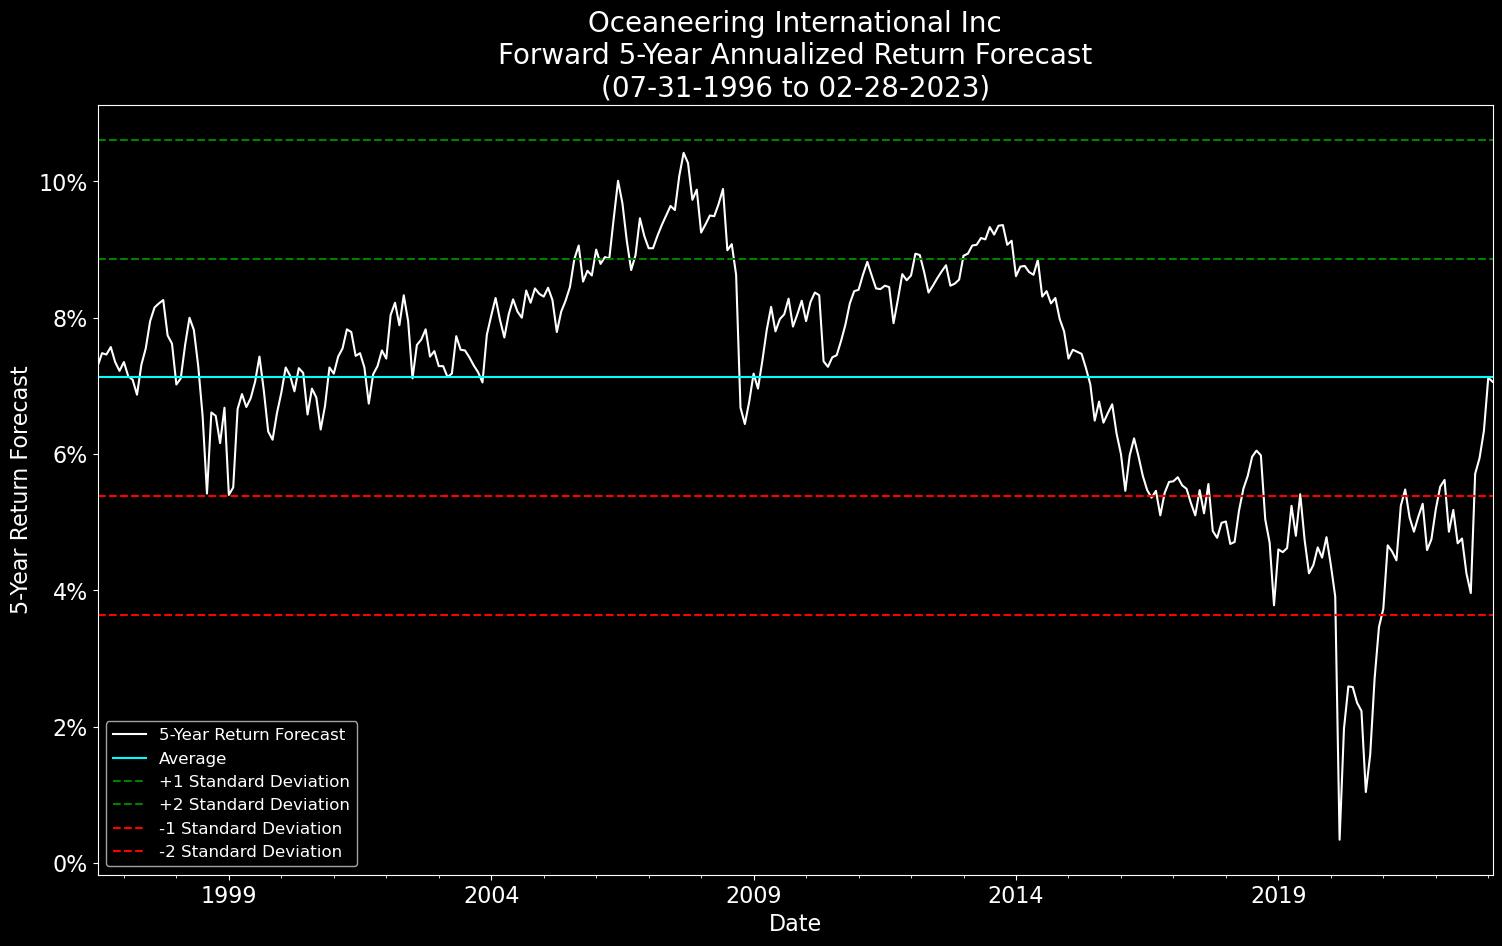 Oceaneering International Inc
Forward 5-Year Annualized Return Forecast
(07-31-1996 to 02-28-2023)
5-Year Return Forecast
10%
8%
6%
4%
2%
0%
5-Year Return Forecast
Average
+1 Standard Deviation
+2 Standard Deviation
-1 Standard Deviation
-2 Standard Deviation
1999 2004 2009 2014 2019
Date